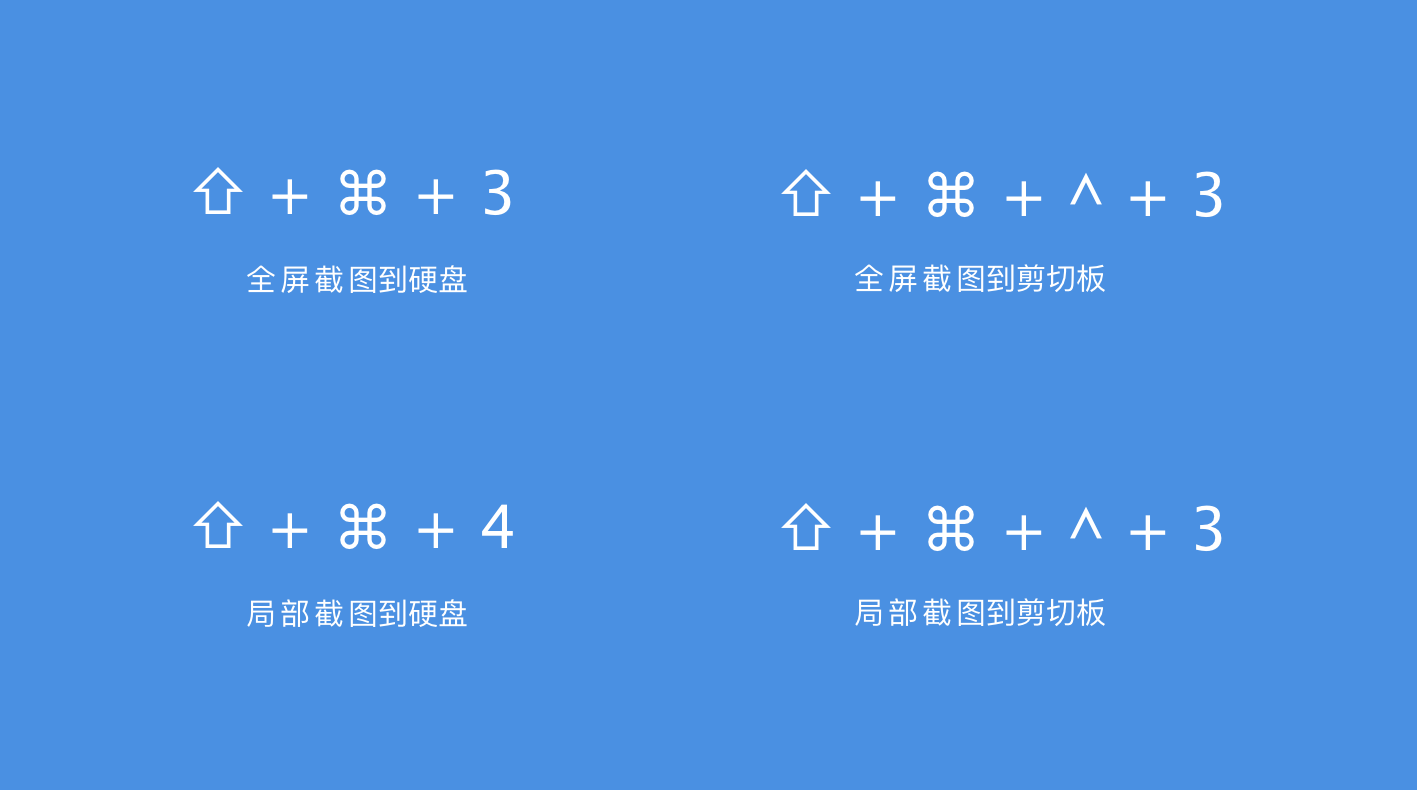 ⇧ + ⌘ + 3
全屏截图到硬盘
⇧ + ⌘ + ^ + 3
全屏截图到剪切板
⇧ + ⌘ + 4
局部截图到硬盘
⇧ + ⌘ + ^ + 3
局部截图到剪切板